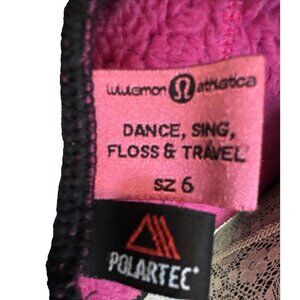 lululemon athletica
DANCE, SING,
FLOSS & TRAVEL
SZ 6
POLARTEC